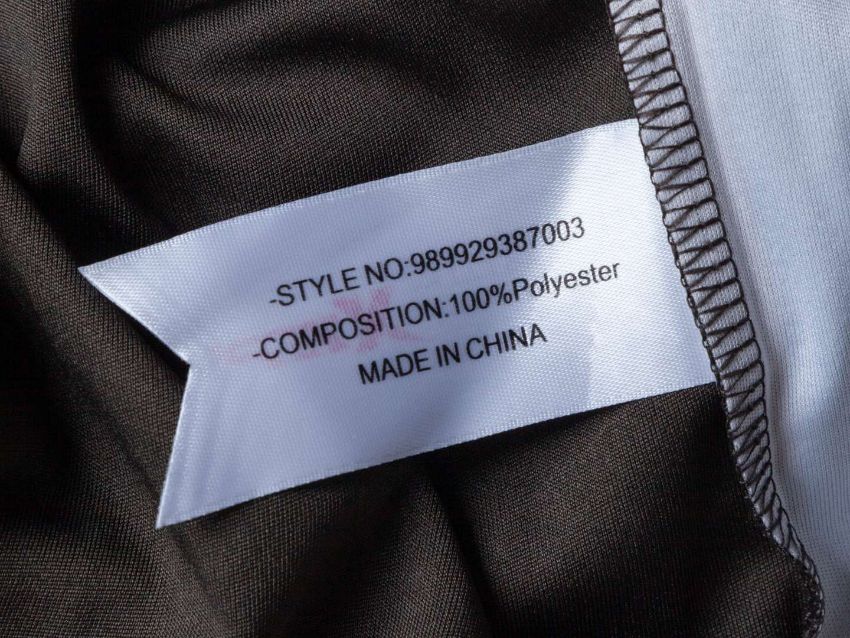 -STYLE NO:989929387003
-COMPOSITION:100%Polyester
MADE IN CHINA